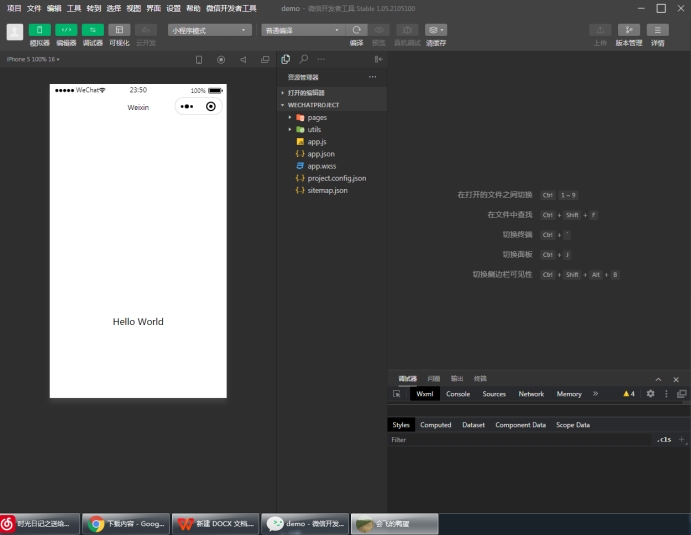 项目 文件 编辑 工具 转到 选择 视图 界面 设置 帮助 微信开发者工具 demo - 微信开发者工具 Stable 1.05.2105100
小程序模式 普通编译
模拟器 编辑器 调试器 可视化 云开发 编译 预览 真机调试 清缓存 上传 版本管理 详情
iPhone 5 100% 16
资源管理器
打开的编辑器
WECHATPROJECT
pages
utils
app.js
app.json
app.wxss
project.config.json
sitemap.json
WeChat 23:50 100%
Weixin
Hello World
在打开的文件之间切换 Ctrl 1 ~ 9
在文件中查找 Ctrl + Shift + F
切换终端 Ctrl + `
切换面板 Ctrl + J
切换侧边栏可见性 Ctrl + Shift + Alt + B
调试器 问题 输出 终端
Wxml Console Sources Network Memory » 4
Styles Computed Dataset Component Data Scope Data
Filter .cls +
时光日记之送给... 下载内容 - Goog... 新建 DOCX 文档... demo - 微信开发... 会飞的鸭蛋